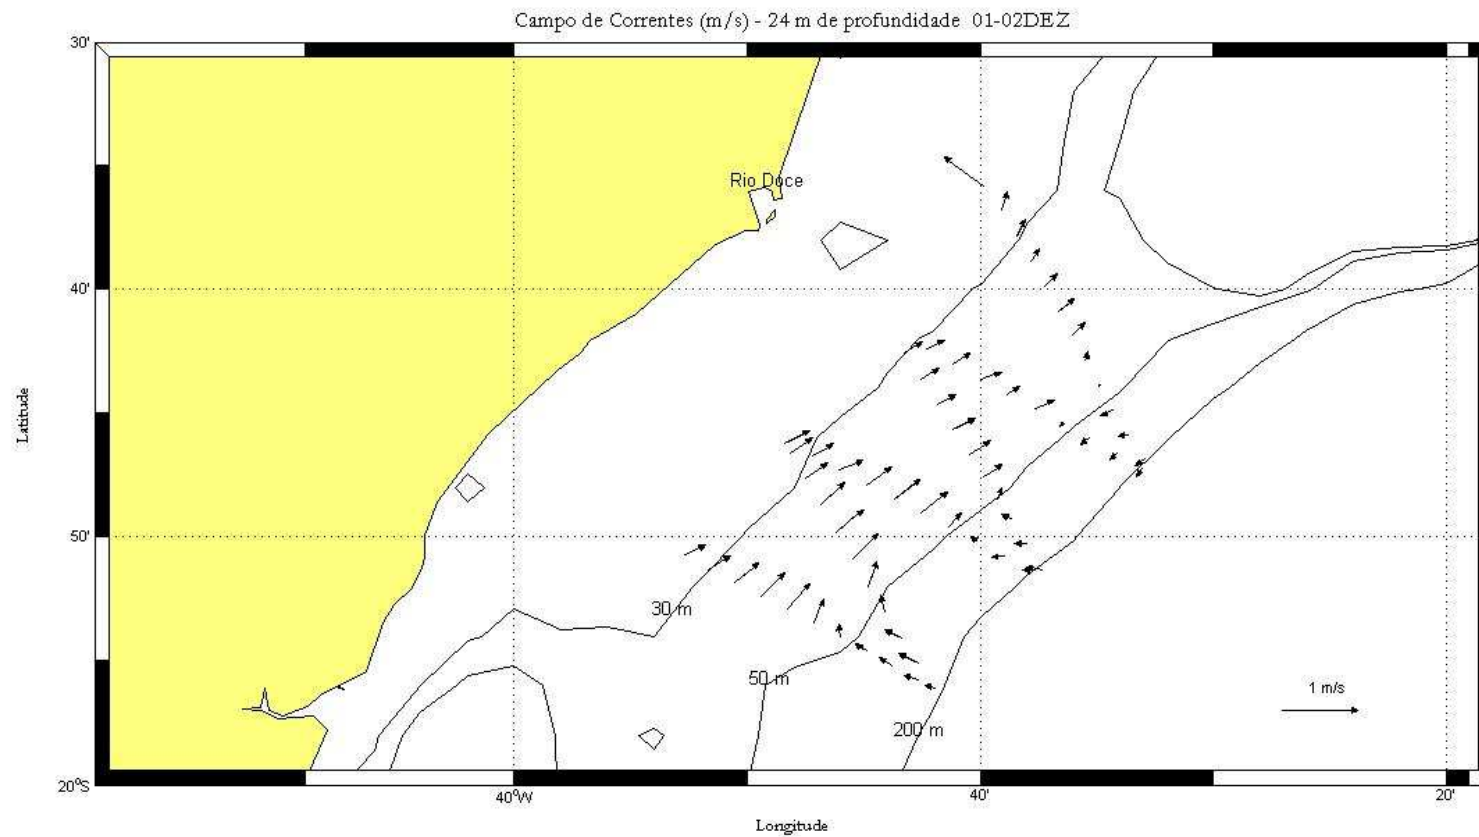 Campo de Correntes (m/s) - 24 m de profundidade 01-02DEZ
30'
Rio Doce
40'
Latitude
50'
30 m
50 m
1 m/s
200 m
20°S
40°W
40'
20'
Longitude